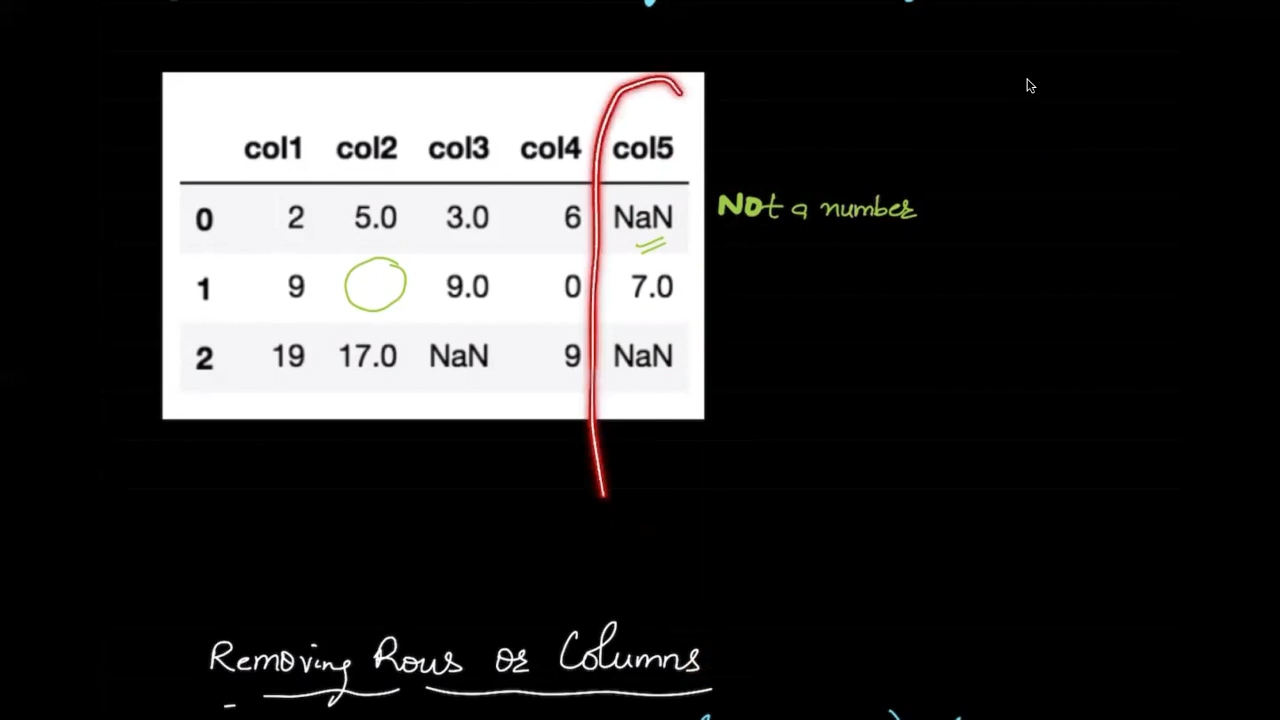 col1 col2 col3 col4 col5
0 2 5.0 3.0 6 NaN
NOt a number
1 9 9.0 0 7.0
2 19 17.0 NaN 9 NaN
Removing Rows or Columns